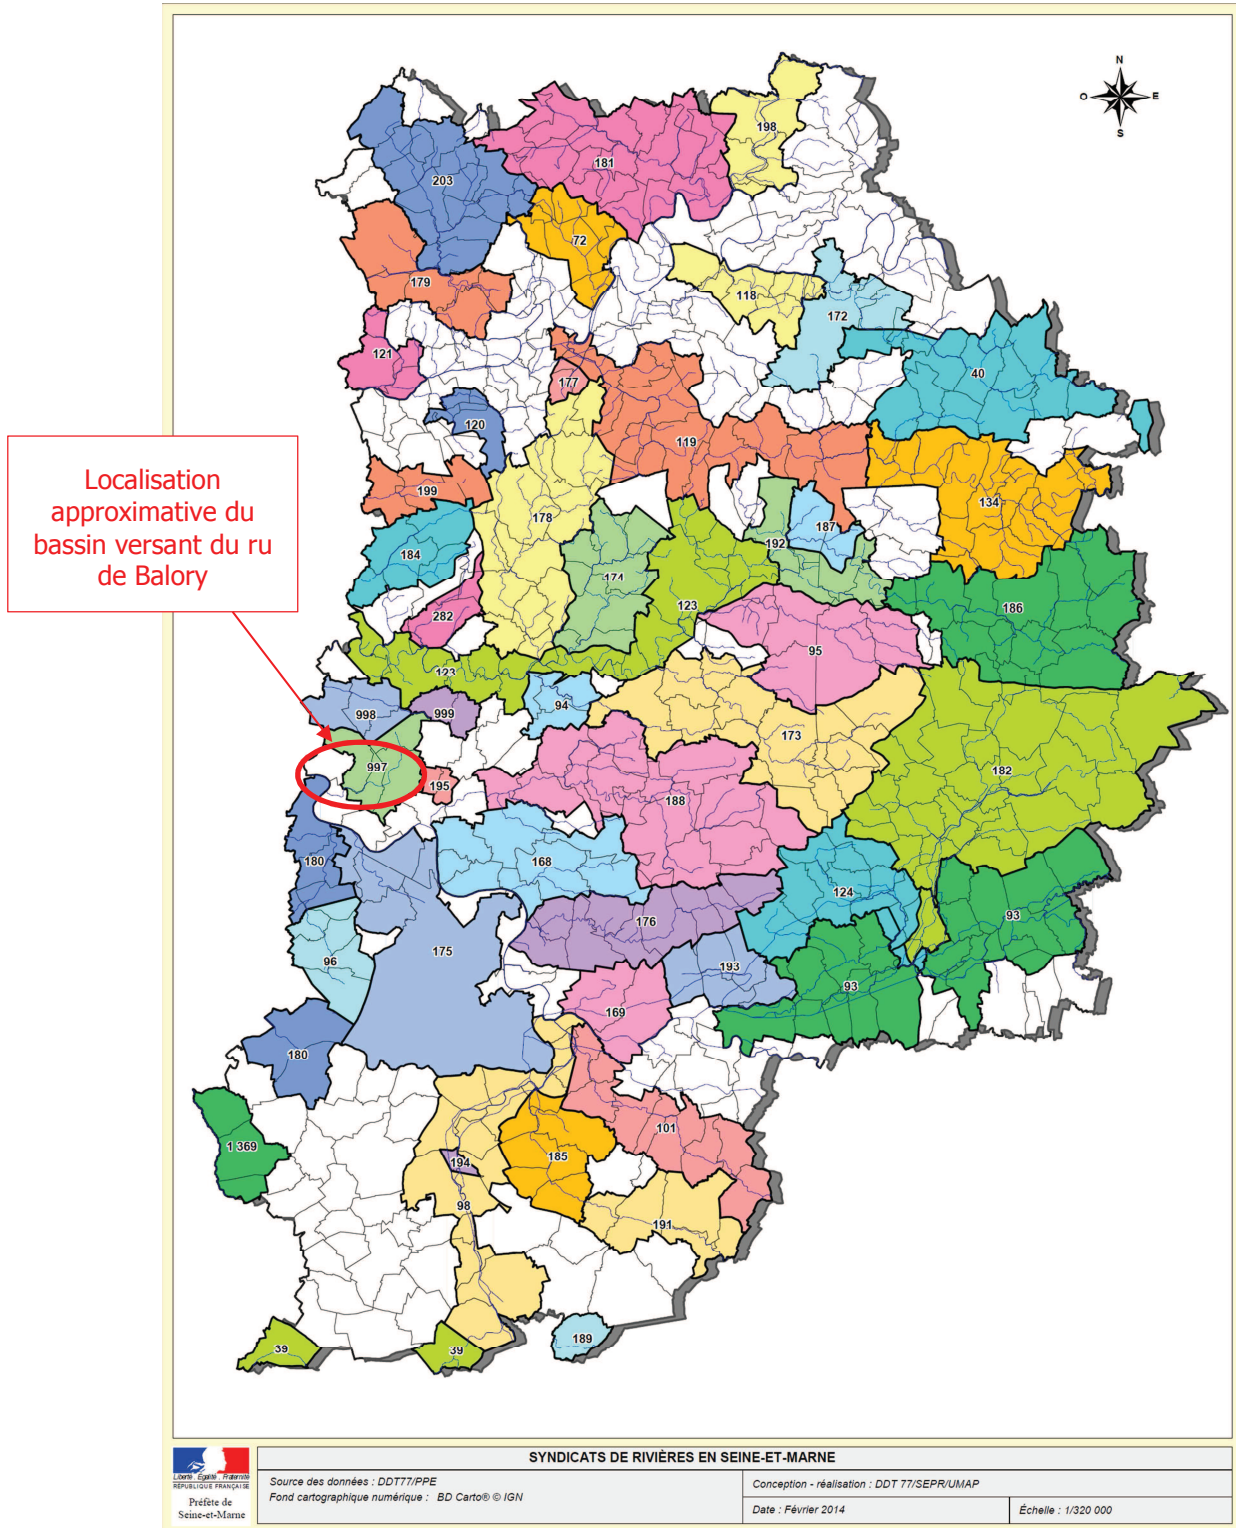 N
O
E
S
198
181
203
72
179
118
172
121
40
177
120
119
Localisation
approximative du
bassin versant du ru
de Balory
199
134
178
187
184
192
174
123
186
282
95
123
94
998
999
173
997
182
195
188
180
168
124
93
176
175
96
193
93
169
180
101
1 369
185
194
98
191
189
39
39
SYNDICATS DE RIVIÈRES EN SEINE-ET-MARNE
Liberté . Égalité . Fraternité
RÉPUBLIQUE FRANÇAISE
Préfète de
Seine-et-Marne
Source des données : DDT77/PPE
Fond cartographique numérique : BD Carto® © IGN
Conception - réalisation : DDT 77/SEPR/UMAP
Date : Février 2014
Échelle : 1/320 000